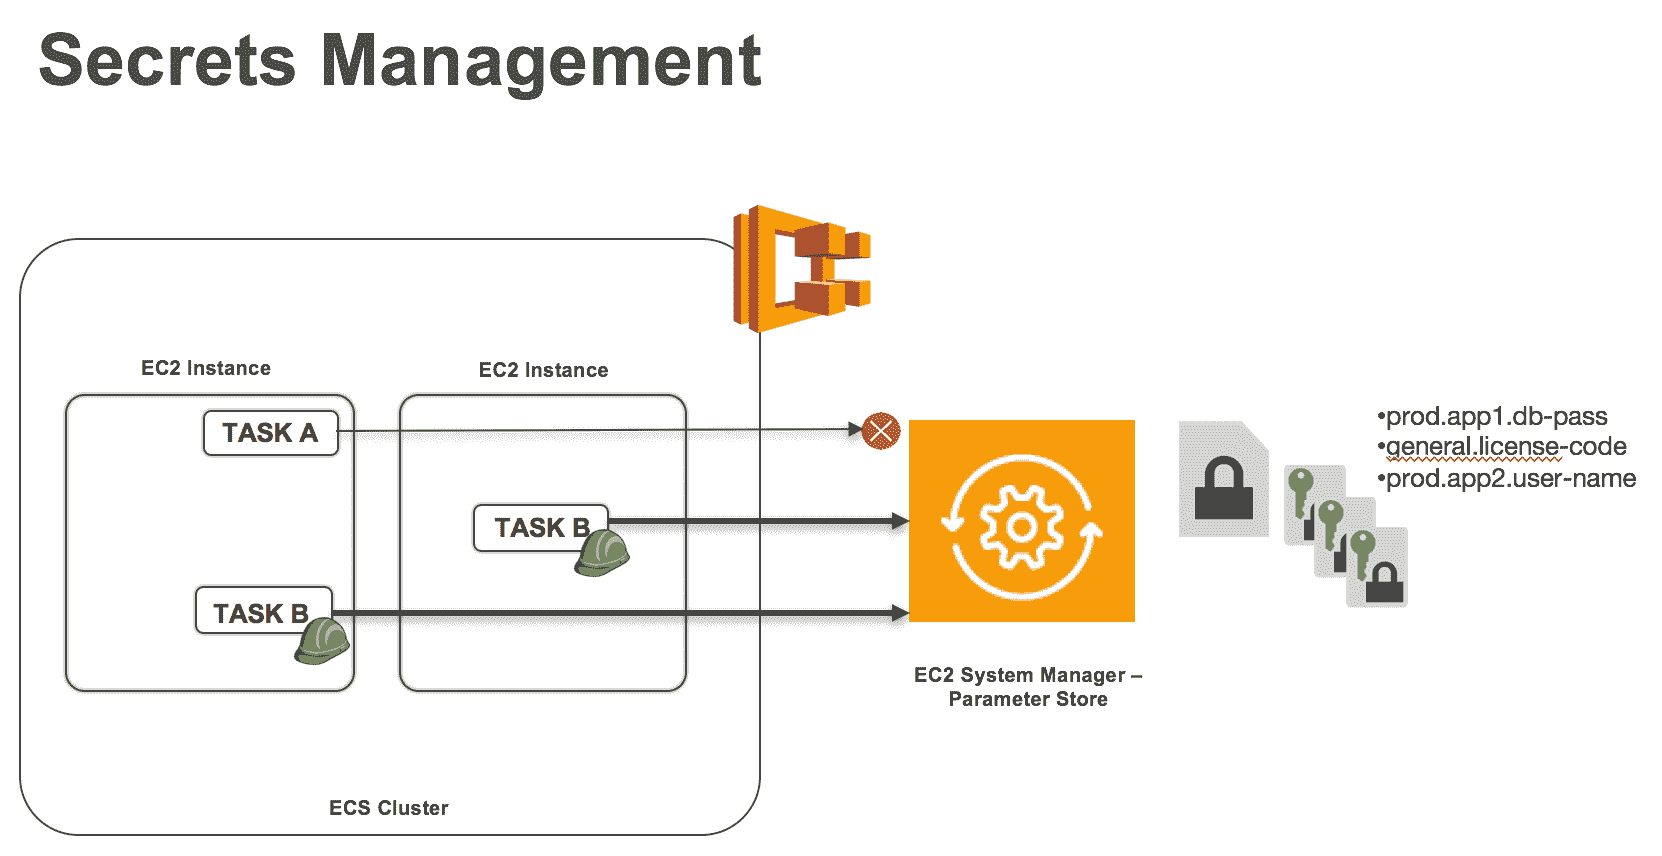 Secrets Management
EC2 Instance
EC2 Instance
TASK A
TASK B
TASK B
ECS Cluster
EC2 System Manager –
Parameter Store
•prod.app1.db-pass
•general.license-code
•prod.app2.user-name